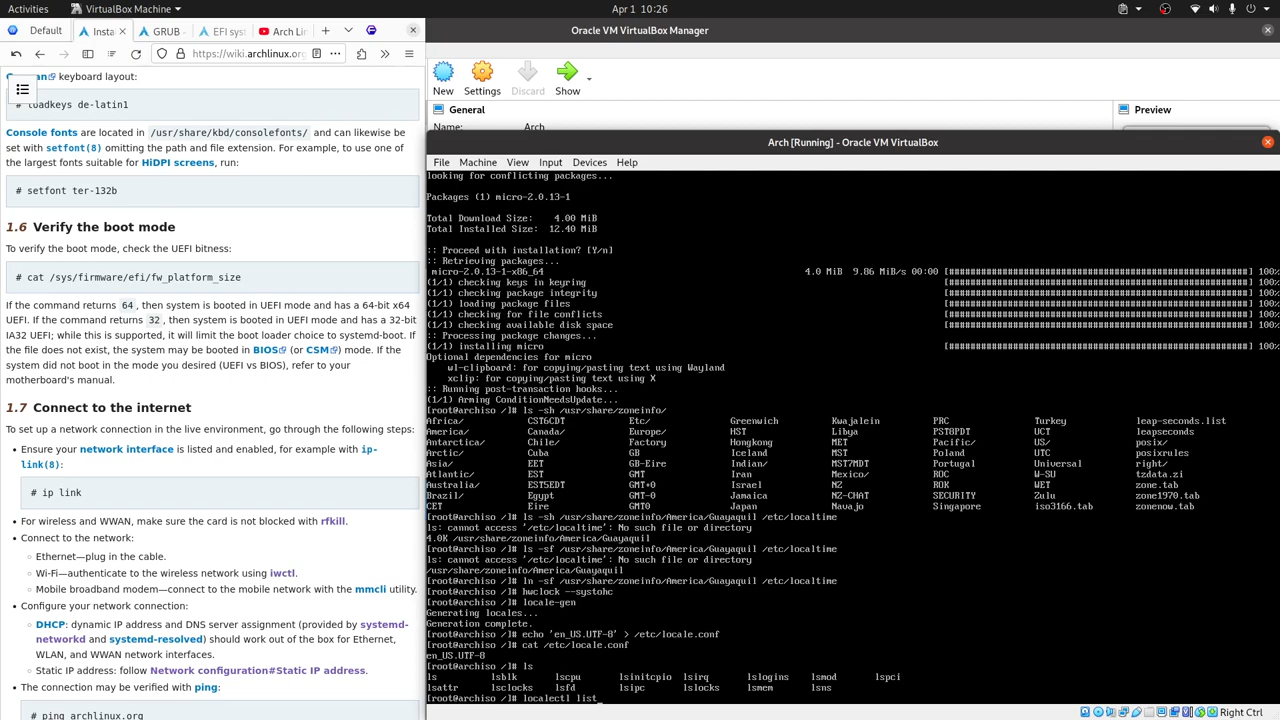 Activities
VirtualBox Machine
Apr 1 10:26
Default
Instal
GRUB -
EFI syste
Arch Lin
https://wiki.archlinux.org
keyboard layout:
# loadkeys de-latin1
Console fonts are located in /usr/share/kbd/consolefonts/ and can likewise be
set with setfont(8) omitting the path and file extension. For example, to use one of
the largest fonts suitable for HiDPI screens, run:
# setfont ter-132b
1.6 Verify the boot mode
To verify the boot mode, check the UEFI bitness:
# cat /sys/firmware/efi/fw_platform_size
If the command returns 64, then system is booted in UEFI mode and has a 64-bit x64
UEFI. If the command returns 32, then system is booted in UEFI mode and has a 32-bit
IA32 UEFI; while this is supported, it will limit the boot loader choice to systemd-boot. If
the file does not exist, the system may be booted in BIOS (or CSM) mode. If the
system did not boot in the mode you desired (UEFI vs BIOS), refer to your
motherboard's manual.
1.7 Connect to the internet
To set up a network connection in the live environment, go through the following steps:
• Ensure your network interface is listed and enabled, for example with ip-
link(8):
# ip link
• For wireless and WWAN, make sure the card is not blocked with rfkill.
• Connect to the network:
Ethernet—plug in the cable.
Wi-Fi—authenticate to the wireless network using iwctl.
Mobile broadband modem—connect to the mobile network with the mmcli utility.
• Configure your network connection:
DHCP: dynamic IP address and DNS server assignment (provided by systemd-
networkd and systemd-resolved) should work out of the box for Ethernet,
WLAN, and WWAN network interfaces.
Static IP address: follow Network configuration#Static IP address.
• The connection may be verified with ping:
# ping archlinux.org
Oracle VM VirtualBox Manager
New
Settings
Discard
Show
General
Preview
Name: Arch
Arch [Running] - Oracle VM VirtualBox
File Machine View Input Devices Help
looking for conflicting packages...
Packages (1) micro-2.0.13-1
Total Download Size: 4.00 MiB
Total Installed Size: 12.40 MiB
:: Proceed with installation? [Y/n]
:: Retrieving packages...
micro-2.0.13-1-x86_64 4.0 MiB 9.86 MiB/s 00:00 [##################################################] 100%
(1/1) checking keys in keyring [##################################################] 100%
(1/1) checking package integrity [##################################################] 100%
(1/1) loading package files [##################################################] 100%
(1/1) checking for file conflicts [##################################################] 100%
(1/1) checking available disk space [##################################################] 100%
:: Processing package changes...
(1/1) installing micro [##################################################] 100%
Optional dependencies for micro
wl-clipboard: for copying/pasting text using Wayland
xclip: for copying/pasting text using X
:: Running post-transaction hooks...
(1/1) Arming ConditionNeedsUpdate...
[root@archiso /]# ls -sh /usr/share/zoneinfo/
Africa/ CST6CDT Etc/ Greenwich Kwajalein PRC Turkey leap-seconds.list
America/ Canada/ Europe/ HST Libya PST8PDT UCT leapseconds
Antarctica/ Chile/ Factory Hongkong MET Pacific/ US/ posix/
Arctic/ Cuba GB Iceland MST Poland UTC posixrules
Asia/ EET GB-Eire Indian/ MST7MDT Portugal Universal right/
Atlantic/ EST GMT Iran Mexico/ ROC W-SU tzdata.zi
Australia/ EST5EDT GMT+0 Israel NZ ROK WET zone.tab
Brazil/ Egypt GMT-0 Jamaica NZ-CHAT SECURITY Zulu zone1970.tab
CET Eire GMT0 Japan Navajo Singapore iso3166.tab zonenow.tab
[root@archiso /]# ls -sh /usr/share/zoneinfo/America/Guayaquil /etc/localtime
ls: cannot access '/etc/localtime': No such file or directory
4.0K /usr/share/zoneinfo/America/Guayaquil
[root@archiso /]# ls -sf /usr/share/zoneinfo/America/Guayaquil /etc/localtime
ls: cannot access '/etc/localtime': No such file or directory
/usr/share/zoneinfo/America/Guayaquil
[root@archiso /]# ln -sf /usr/share/zoneinfo/America/Guayaquil /etc/localtime
[root@archiso /]# hwclock --systohc
[root@archiso /]# locale-gen
Generating locales...
Generation complete.
[root@archiso /]# echo 'en_US.UTF-8' > /etc/locale.conf
[root@archiso /]# cat /etc/locale.conf
en_US.UTF-8
[root@archiso /]# ls
ls lsblk lscpu lsinitcpio lsirq lslogins lsmod lspci
lsattr lsclocks lsfd lsipc lslocks lsmem lsns
[root@archiso /]# localectl list_
Right Ctrl